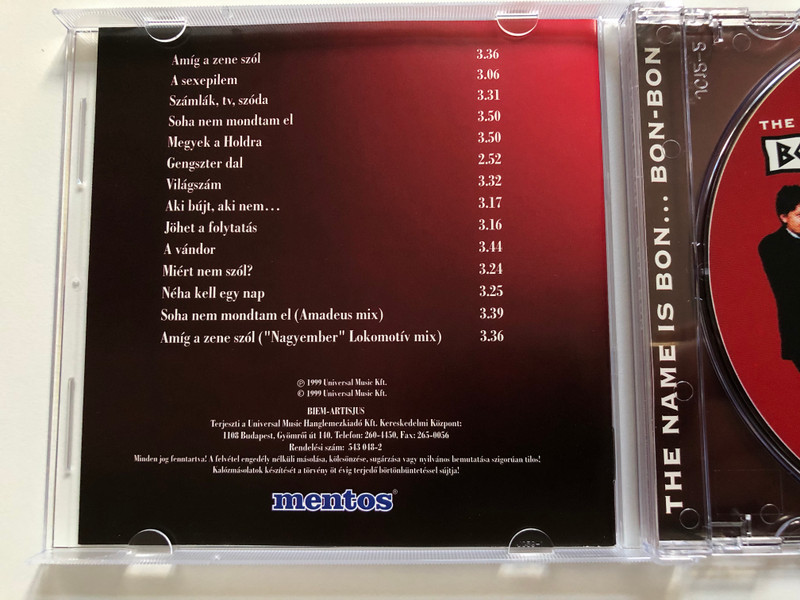 Amíg a zene szól 3.36
A sexepilem 3.06
Számlák, tv, szóda 3.31
Soha nem mondtam el 3.50
Megyek a Holdra 3.50
Gengszter dal 2.52
Világszám 3.32
Aki bújt, aki nem... 3.17
Jöhet a folytatás 3.16
A vándor 3.44
Miért nem szól? 3.24
Néha kell egy nap 3.25
Soha nem mondtam el (Amadeus mix) 3.39
Amíg a zene szól ("Nagyember" Lokomotív mix) 3.36
℗ 1999 Universal Music Kft.
© 1999 Universal Music Kft.
BIEM-ARTISJUS
Terjeszti a Universal Music Hanglemezkiadó Kft. Kereskedelmi Központ:
1108 Budapest, Gyömrői út 140. Telefon: 260-4450, Fax: 265-0056
Rendelési szám: 543 048-2
Minden jog fenntartva! A felvétel engedély nélküli másolása, kölcsönzése, sugárzása vagy nyilvános bemutatása szigorúan tilos!
Kalózmásolatok készítését a törvény öt évig terjedő börtönbüntetéssel sújtja!
mentos®
THE NAME IS BON... BON-BON
THE